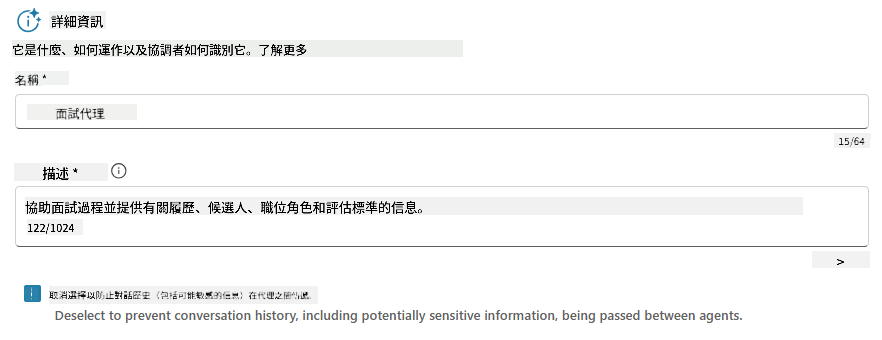 詳細資訊
它是什麼、如何運作以及協調者如何識別它。了解更多
名稱 *
面試代理
15/64
描述 *
協助面試過程並提供有關履歷、候選人、職位角色和評估標準的信息。
122/1024
>
取消選擇以防止對話歷史（包括可能敏感的信息）在代理之間傳遞。
Deselect to prevent conversation history, including potentially sensitive information, being passed between agents.